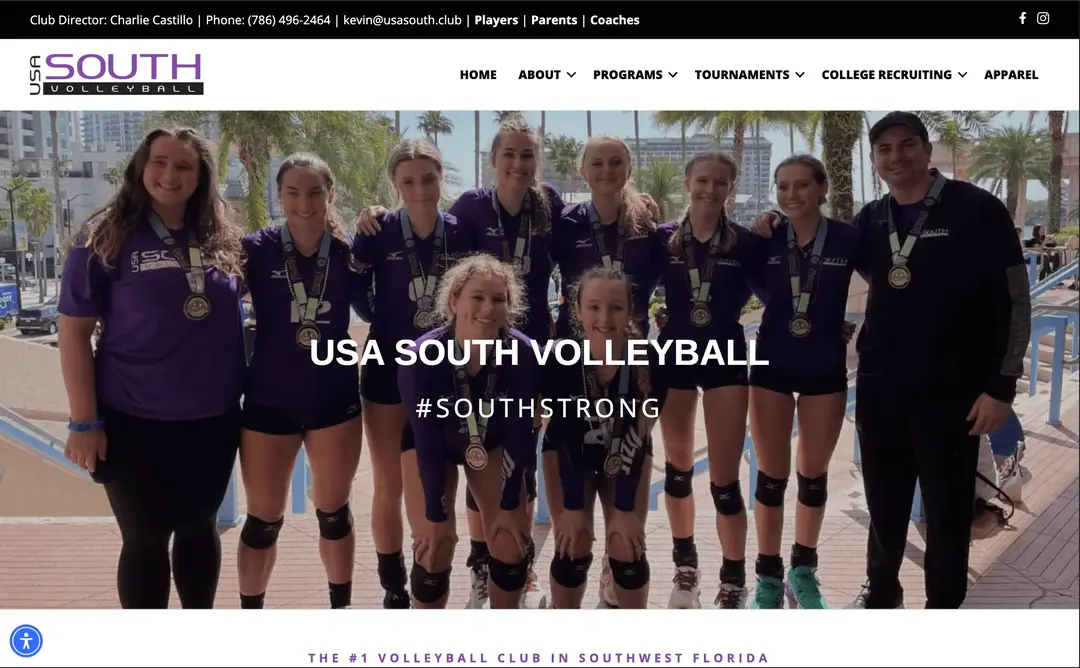 Club Director: Charlie Castillo | Phone: (786) 496-2464 | kevin@usasouth.club | Players | Parents | Coaches
USA SOUTH
VOLLEYBALL
HOME ABOUT PROGRAMS TOURNAMENTS COLLEGE RECRUITING APPAREL
USA SOUTH VOLLEYBALL
#SOUTHSTRONG
THE #1 VOLLEYBALL CLUB IN SOUTHWEST FLORIDA